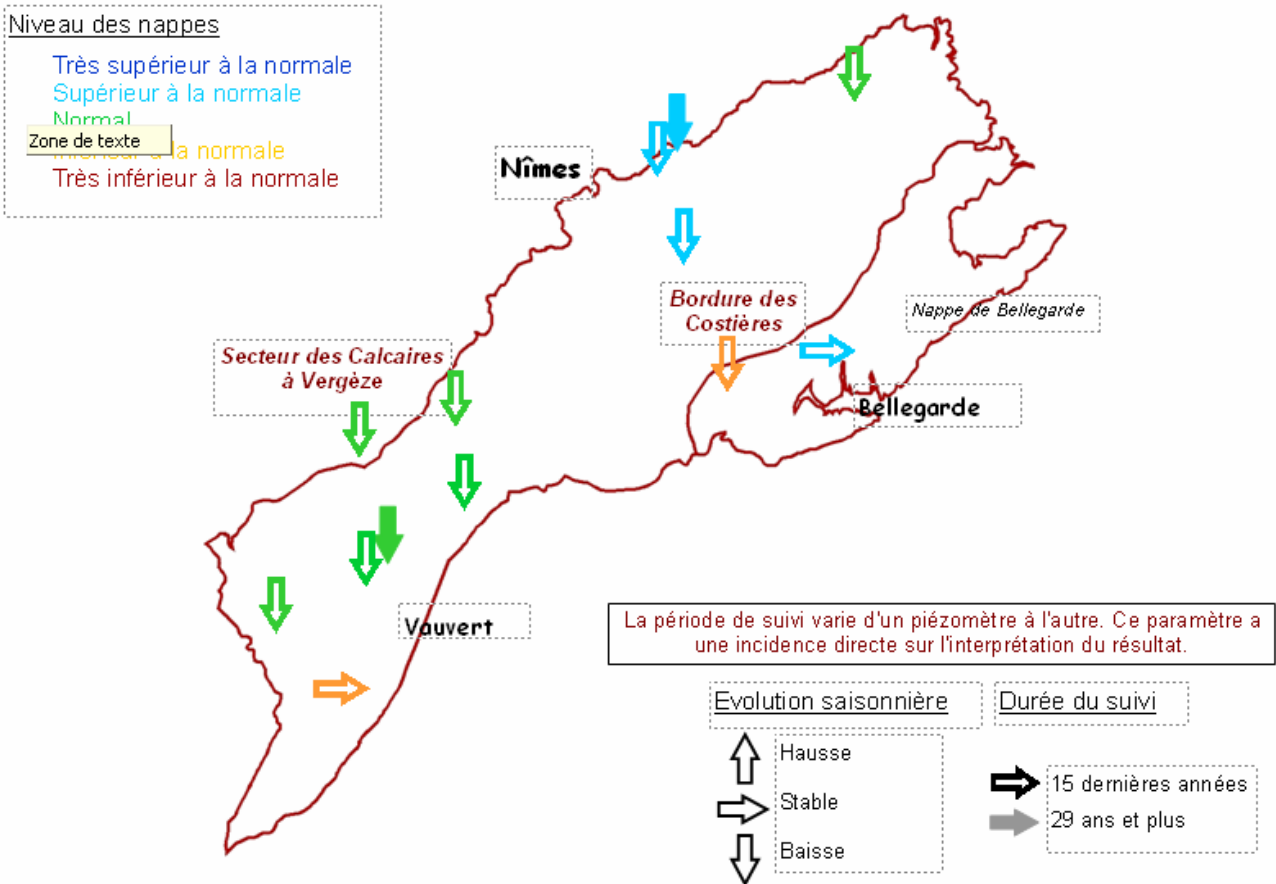 Niveau des nappes
Très supérieur à la normale
Supérieur à la normale
Normal
Zone de texte
à la normale
Très inférieur à la normale
Nîmes
Bordure des
Costières
Nappe de Bellegarde
Secteur des Calcaires
à Vergèze
Bellegarde
Vauvert
La période de suivi varie d'un piézomètre à l'autre. Ce paramètre a
une incidence directe sur l'interprétation du résultat.
Evolution saisonnière
Durée du suivi
Hausse
Stable
Baisse
15 dernières années
29 ans et plus